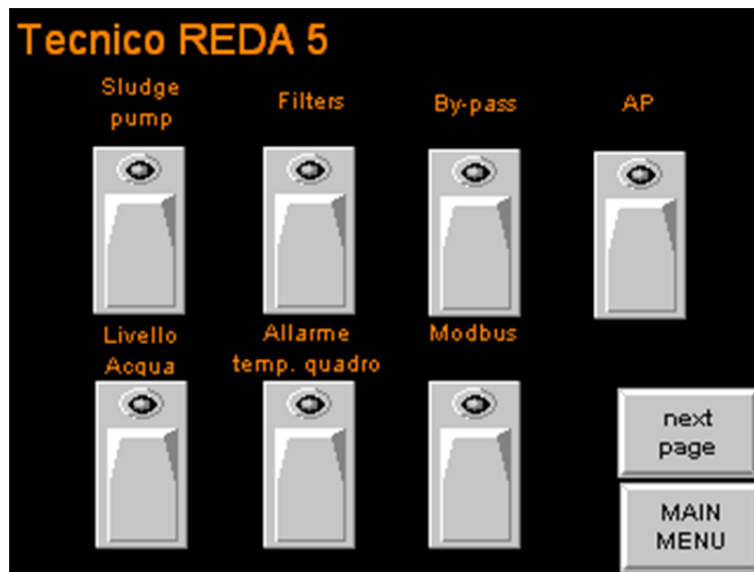 Tecnico REDA 5
Sludge
pump
Filters
By-pass
AP
Livello
Acqua
Allarme
temp. quadro
Modbus
next
page
MAIN
MENU